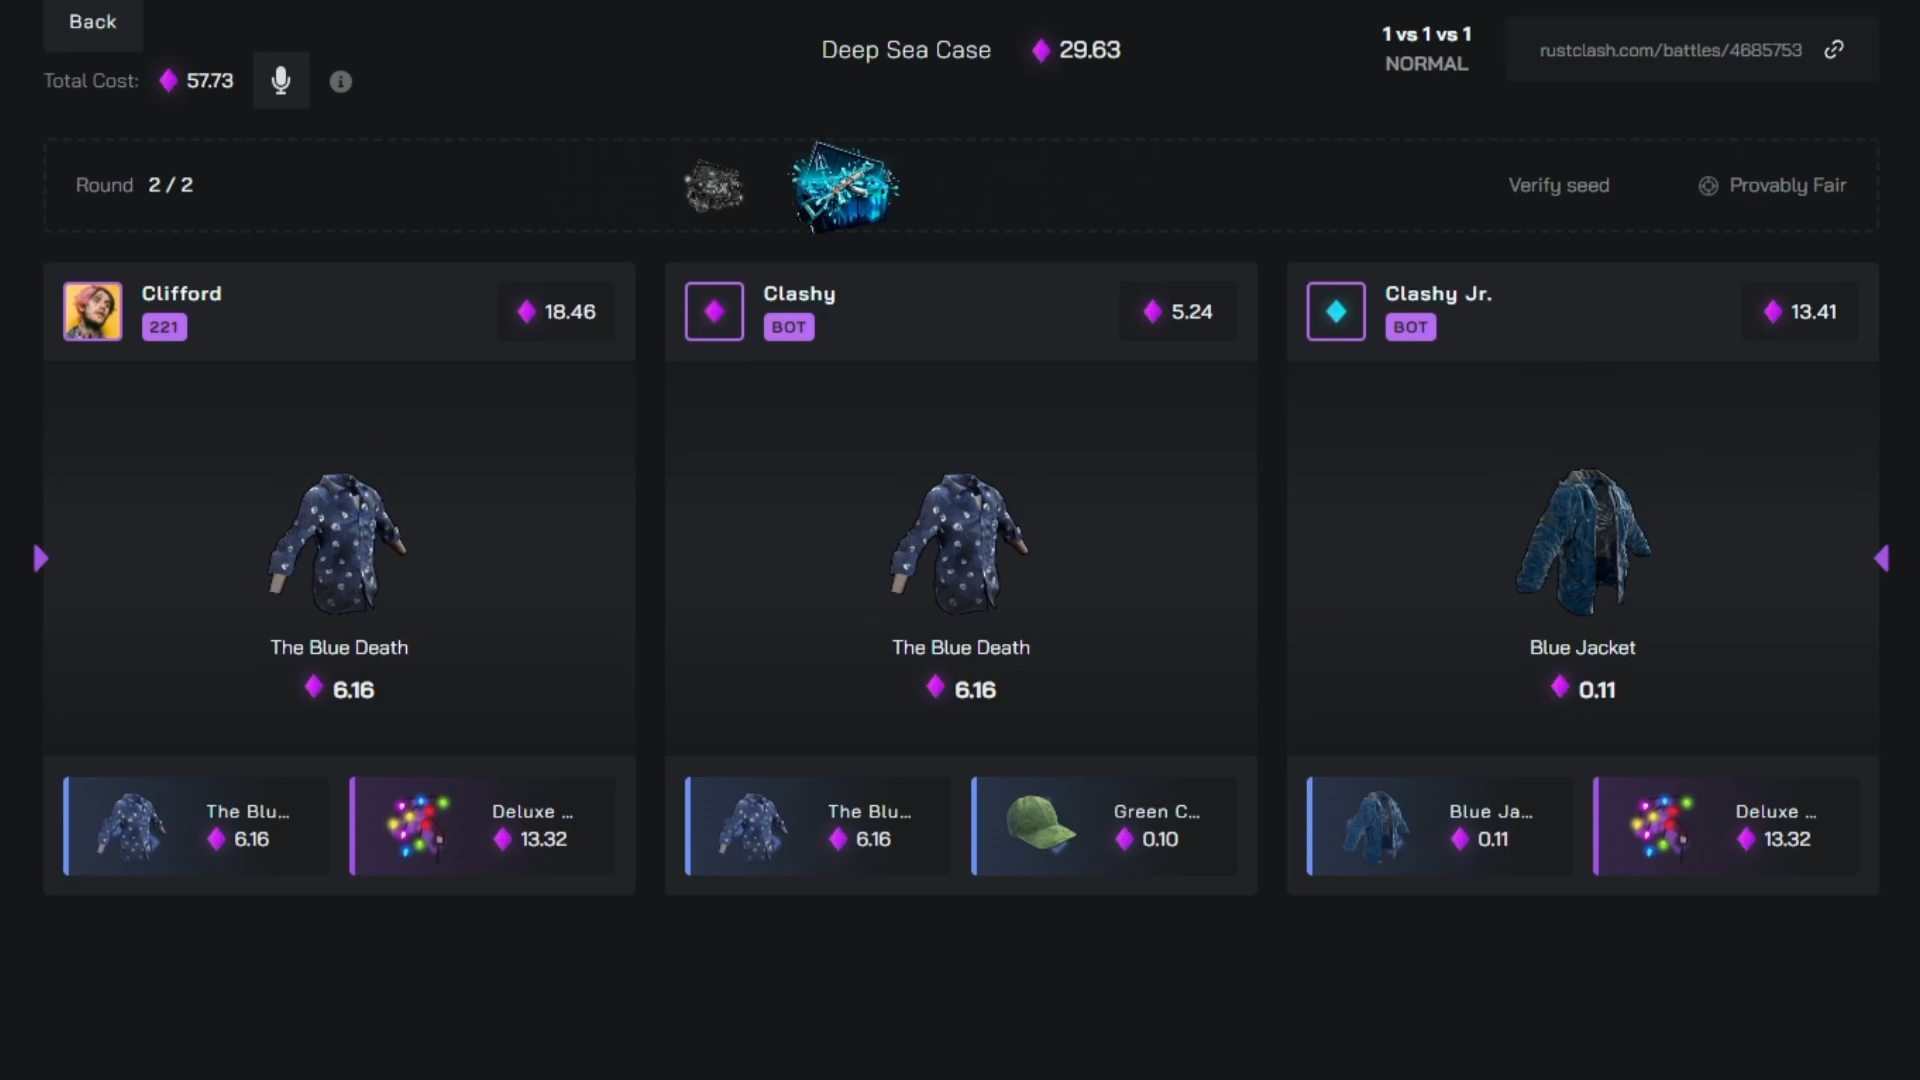 Back
Total Cost: 57.73
Deep Sea Case 29.63
1 vs 1 vs 1
NORMAL
rustclash.com/battles/4685753
Round 2 / 2
Verify seed
Provably Fair
Clifford
221
18.46
Clashy
BOT
5.24
Clashy Jr.
BOT
13.41
The Blue Death
6.16
The Blue Death
6.16
Blue Jacket
0.11
The Blu...
6.16
Deluxe ...
13.32
The Blu...
6.16
Green C...
0.10
Blue Ja...
0.11
Deluxe ...
13.32